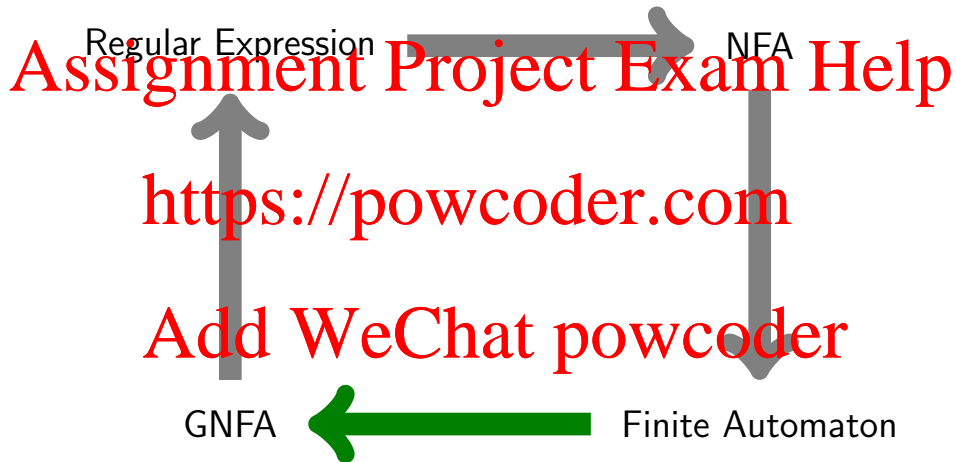 Regular Expression NFA
Assignment Project Exam Help
https://powcoder.com
Add WeChat powcoder
GNFA Finite Automaton